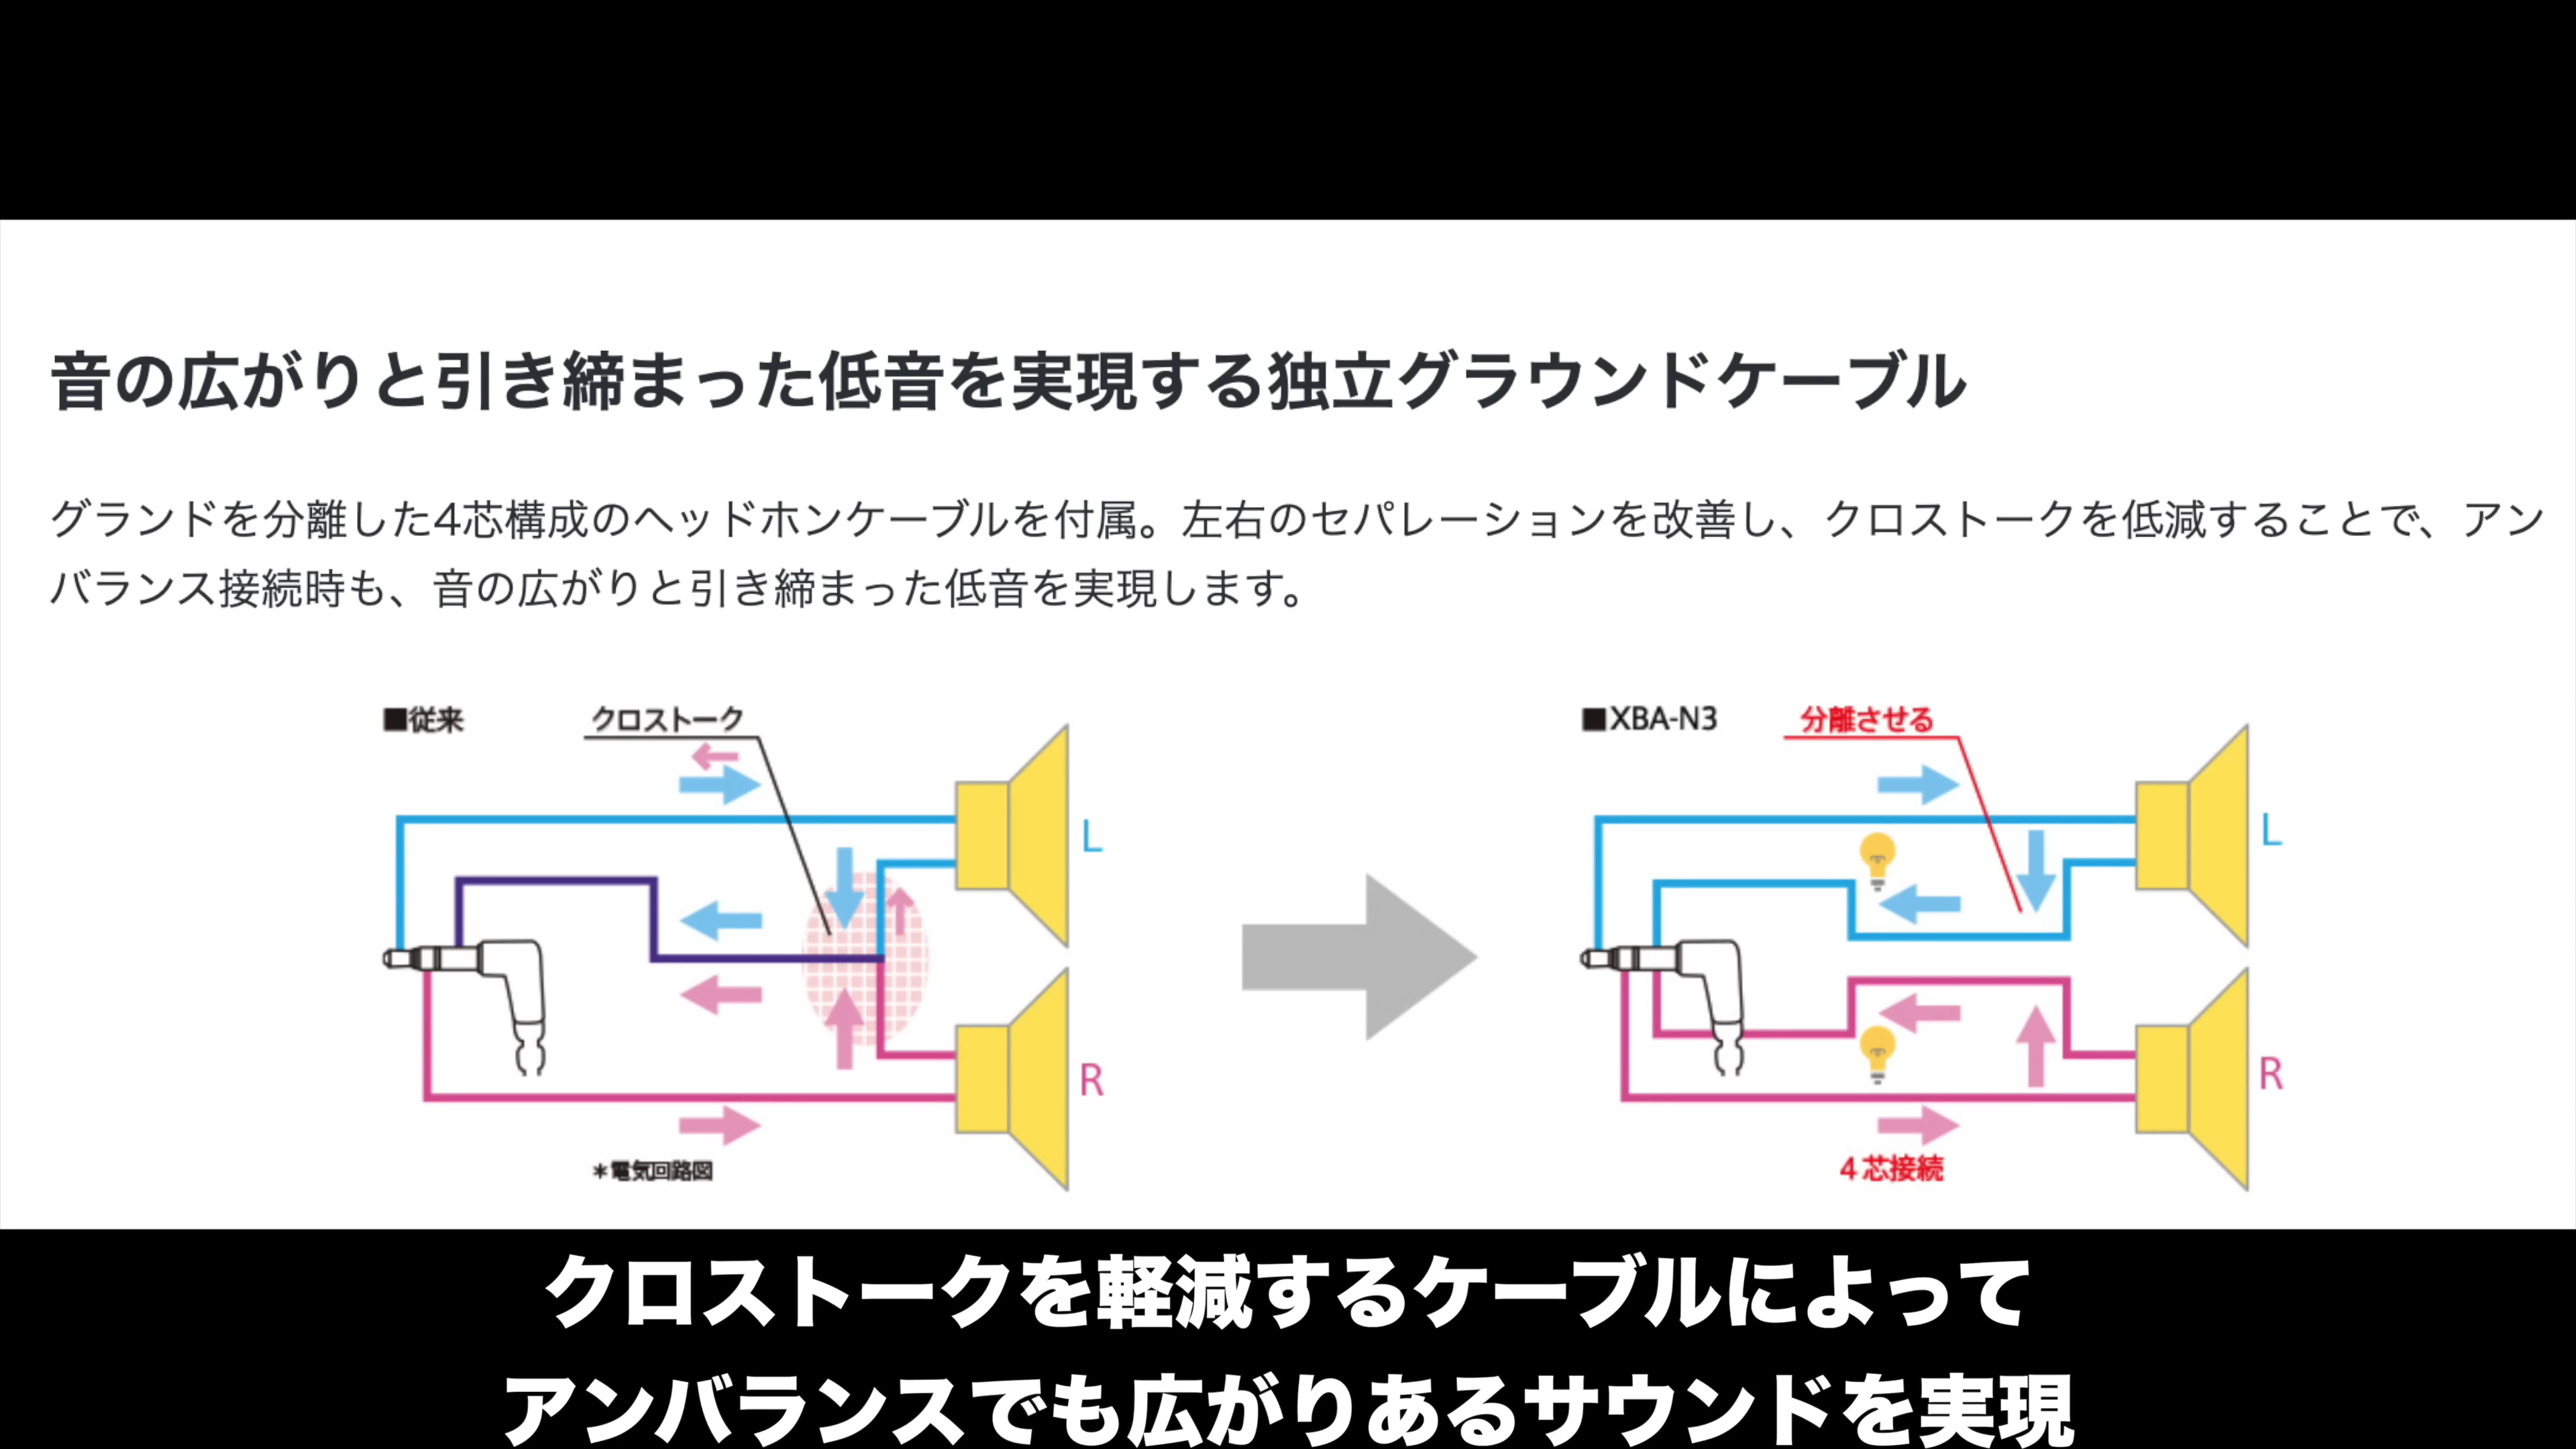 音の広がりと引き締まった低音を実現する独立グラウンドケーブル
グランドを分離した4芯構成のヘッドホンケーブルを付属。左右のセパレーションを改善し、クロストークを低減することで、アン
バランス接続時も、音の広がりと引き締まった低音を実現します。
■従来
クロストーク
L
R
＊電気回路図
■XBA-N3
分離させる
L
R
4芯接続
クロストークを軽減するケーブルによって
アンバランスでも広がりあるサウンドを実現